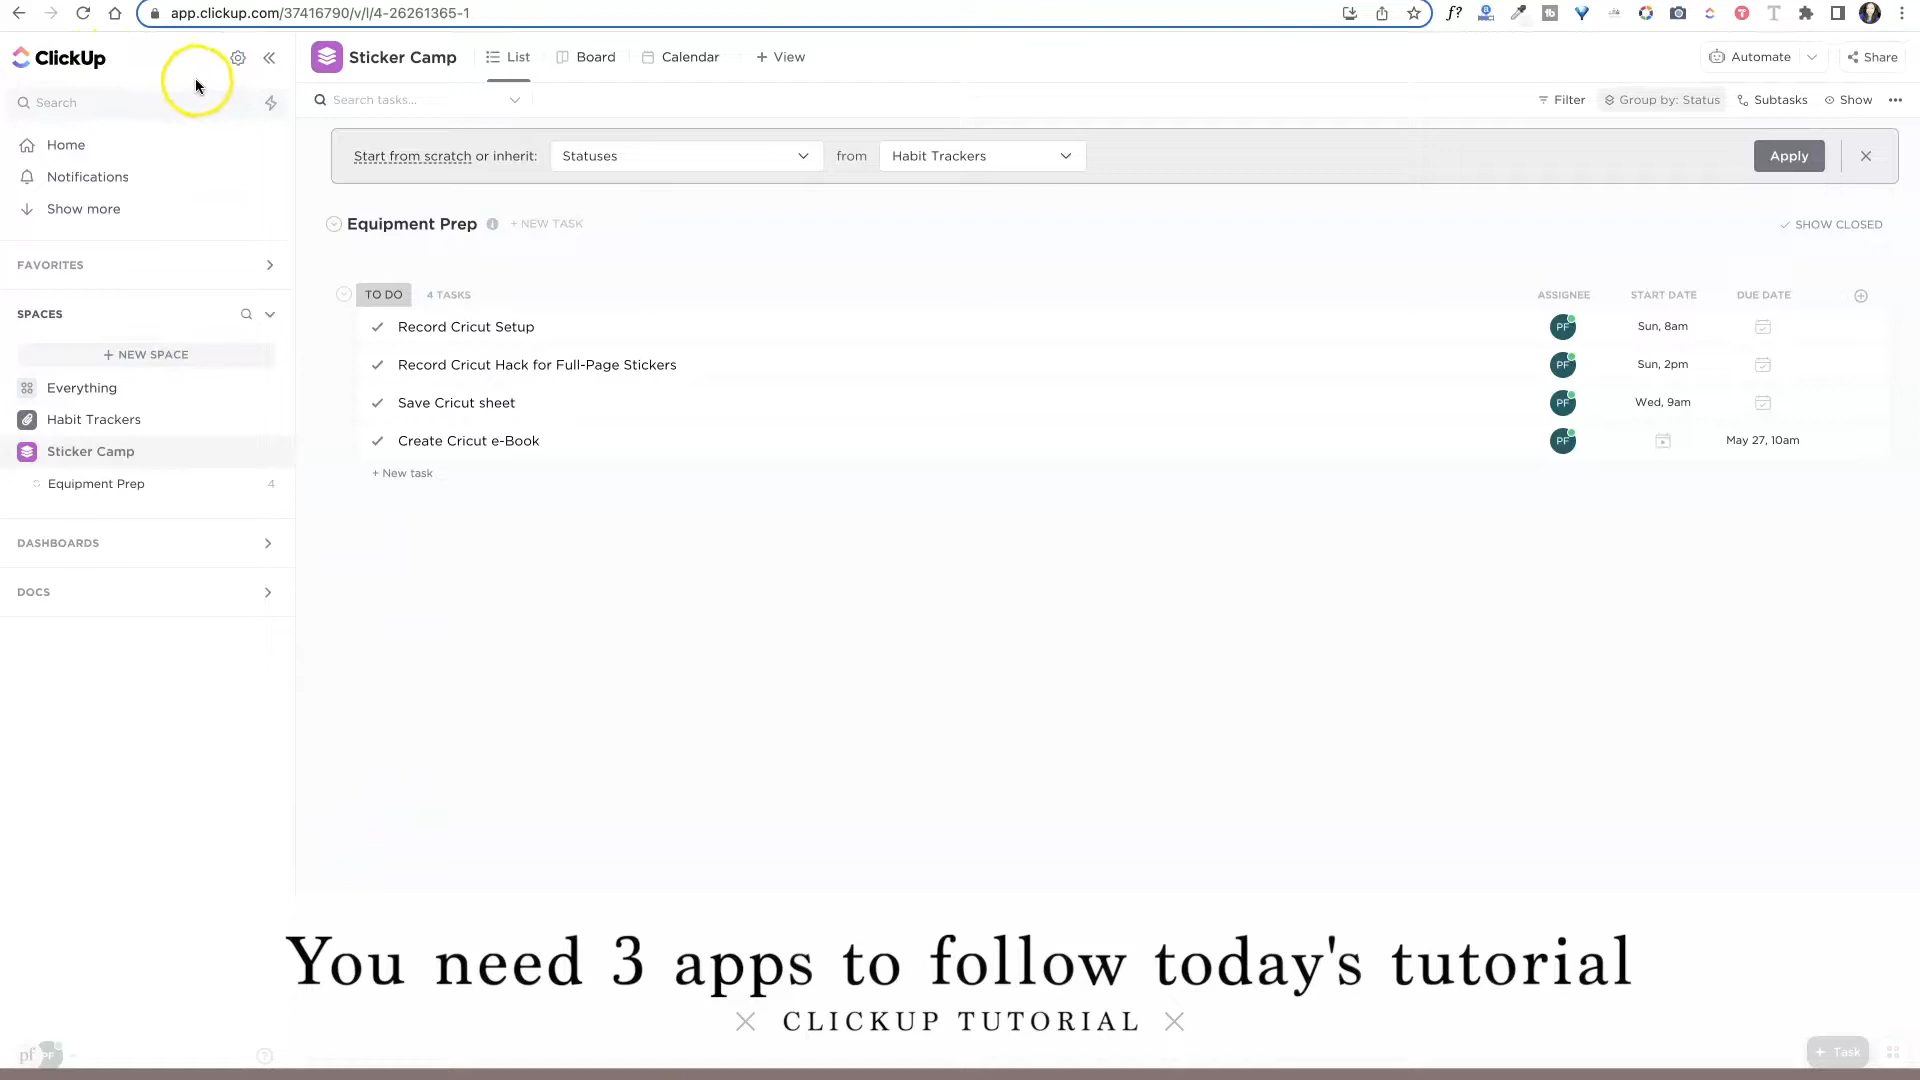 app.clickup.com/37416790/v/l/4-26261365-1
f?
ClickUp
Sticker Camp
List
Board
Calendar
+ View
Automate
Share
Search
Search tasks...
Filter
Group by: Status
Subtasks
Show
Home
Notifications
Show more
Start from scratch or inherit:
Statuses
from
Habit Trackers
Apply
Equipment Prep
+ NEW TASK
SHOW CLOSED
FAVORITES
SPACES
+ NEW SPACE
Everything
Habit Trackers
Sticker Camp
Equipment Prep 4
DASHBOARDS
DOCS
TO DO 4 TASKS ASSIGNEE START DATE DUE DATE
Record Cricut Setup PF Sun, 8am
Record Cricut Hack for Full-Page Stickers PF Sun, 2pm
Save Cricut sheet PF Wed, 9am
Create Cricut e-Book PF May 27, 10am
+ New task
You need 3 apps to follow today's tutorial
CLICKUP TUTORIAL
pf PF
+ Task